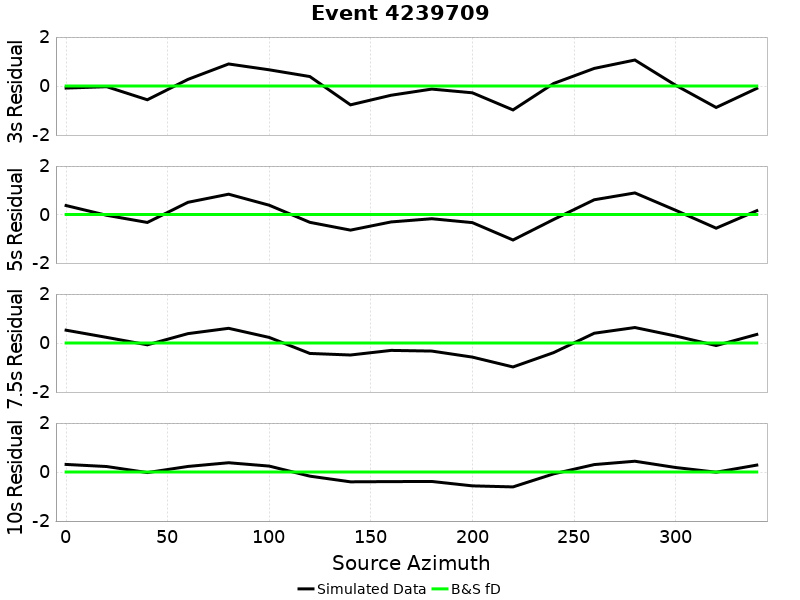 Event 4239709
3s Residual
2
0
-2
5s Residual
2
0
-2
7.5s Residual
2
0
-2
10s Residual
2
0
-2
0 50 100 150 200 250 300
Source Azimuth
Simulated Data B&S fD